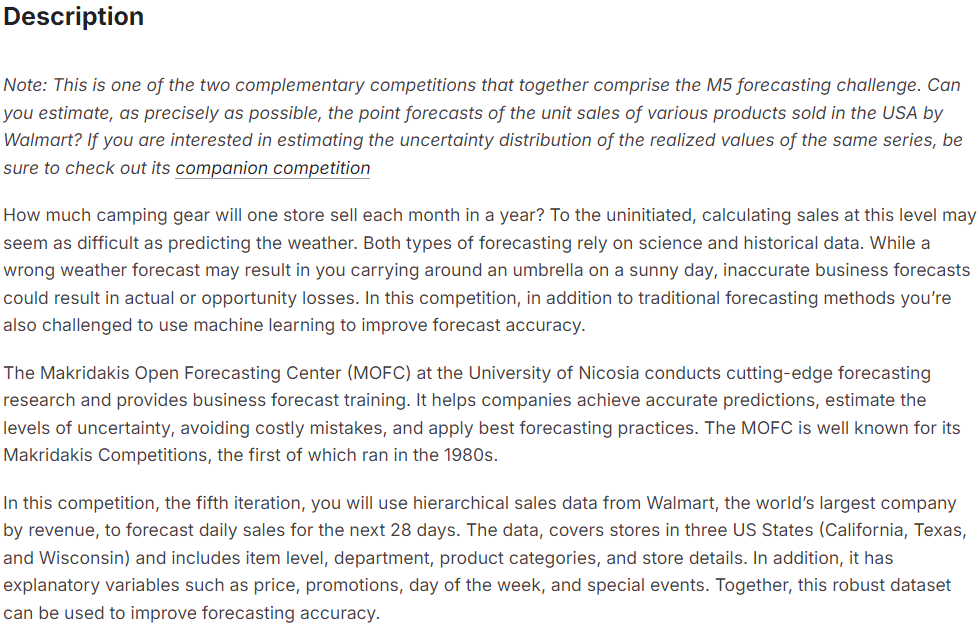 Description
Note: This is one of the two complementary competitions that together comprise the M5 forecasting challenge. Can
you estimate, as precisely as possible, the point forecasts of the unit sales of various products sold in the USA by
Walmart? If you are interested in estimating the uncertainty distribution of the realized values of the same series, be
sure to check out its companion competition
How much camping gear will one store sell each month in a year? To the uninitiated, calculating sales at this level may
seem as difficult as predicting the weather. Both types of forecasting rely on science and historical data. While a
wrong weather forecast may result in you carrying around an umbrella on a sunny day, inaccurate business forecasts
could result in actual or opportunity losses. In this competition, in addition to traditional forecasting methods you’re
also challenged to use machine learning to improve forecast accuracy.
The Makridakis Open Forecasting Center (MOFC) at the University of Nicosia conducts cutting-edge forecasting
research and provides business forecast training. It helps companies achieve accurate predictions, estimate the
levels of uncertainty, avoiding costly mistakes, and apply best forecasting practices. The MOFC is well known for its
Makridakis Competitions, the first of which ran in the 1980s.
In this competition, the fifth iteration, you will use hierarchical sales data from Walmart, the world’s largest company
by revenue, to forecast daily sales for the next 28 days. The data, covers stores in three US States (California, Texas,
and Wisconsin) and includes item level, department, product categories, and store details. In addition, it has
explanatory variables such as price, promotions, day of the week, and special events. Together, this robust dataset
can be used to improve forecasting accuracy.